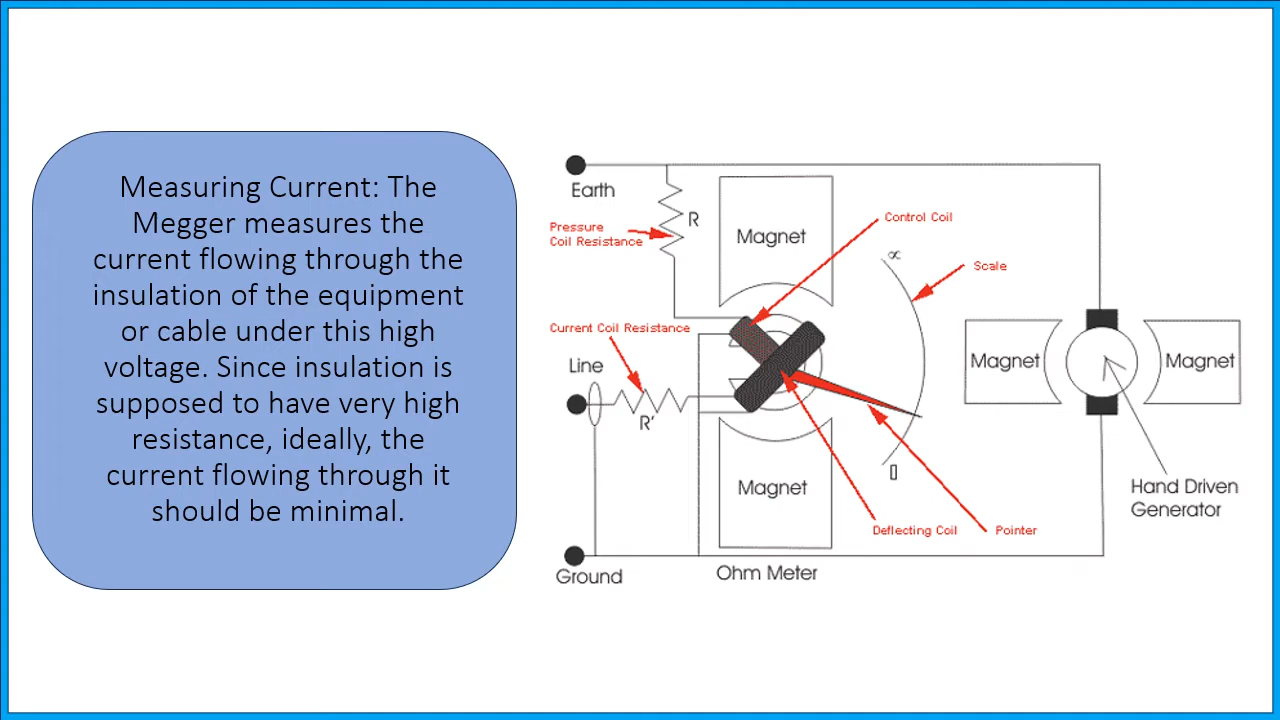 Measuring Current: The
Megger measures the
current flowing through the
insulation of the equipment
or cable under this high
voltage. Since insulation is
supposed to have very high
resistance, ideally, the
current flowing through it
should be minimal.
Earth
Pressure
Coil Resistance
R
Magnet
Control Coil
∝
Scale
Current Coil Resistance
Line
R′
Magnet
Magnet
Magnet
0
Deflecting Coil
Pointer
Hand Driven
Generator
Ground
Ohm Meter